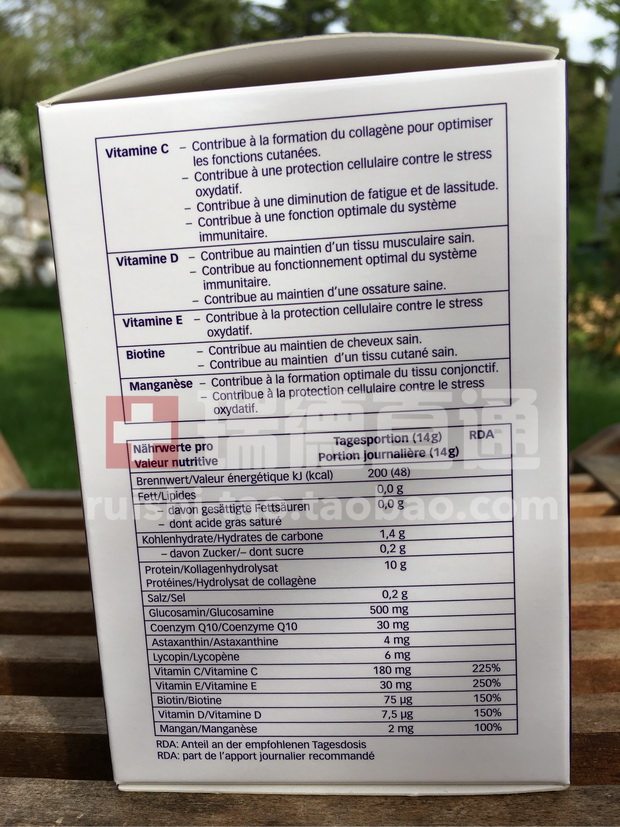 Vitamine C – Contribue à la formation du collagène pour optimiser
les fonctions cutanées.
– Contribue à une protection cellulaire contre le stress
oxydatif.
– Contribue à une diminution de fatigue et de lassitude.
– Contribue à une fonction optimale du système
immunitaire.
Vitamine D – Contribue au maintien d'un tissu musculaire sain.
– Contribue au fonctionnement optimal du système
immunitaire.
– Contribue au maintien d'une ossature saine.
Vitamine E – Contribue à la protection cellulaire contre le stress
oxydatif.
Biotine – Contribue au maintien de cheveux sain.
– Contribue au maintien d'un tissu cutané sain.
Manganèse – Contribue à la formation optimale du tissu conjonctif.
– Contribue à la protection cellulaire contre le stress
oxydatif.
瑞德直通
Nährwerte pro Tagesportion (14g) RDA
Valeur nutritive Portion journalière (14g)
Brennwert/Valeur énergétique kJ (kcal) 200 (48)
Fett/Lipides 0,0 g
– davon gesättigte Fettsäuren 0,0 g
– dont acide gras saturé
.taobao.com
Kohlenhydrate/Hydrates de carbone 1,4 g
– davon Zucker/– dont sucre 0,2 g
Protein/Kollagenhydrolysat 10 g
Protéines/Hydrolysat de collagène
Salz/Sel 0,2 g
Glucosamin/Glucosamine 500 mg
Coenzym Q10/Coenzyme Q10 30 mg
Astaxanthin/Astaxanthine 4 mg
Lycopin/Lycopène 6 mg
Vitamin C/Vitamine C 180 mg 225%
Vitamin E/Vitamine E 30 mg 250%
Biotin/Biotine 75 µg 150%
Vitamin D/Vitamine D 7,5 µg 150%
Mangan/Manganèse 2 mg 100%
RDA: Anteil an der empfohlenen Tagesdosis
RDA: part de l'apport journalier recommandé